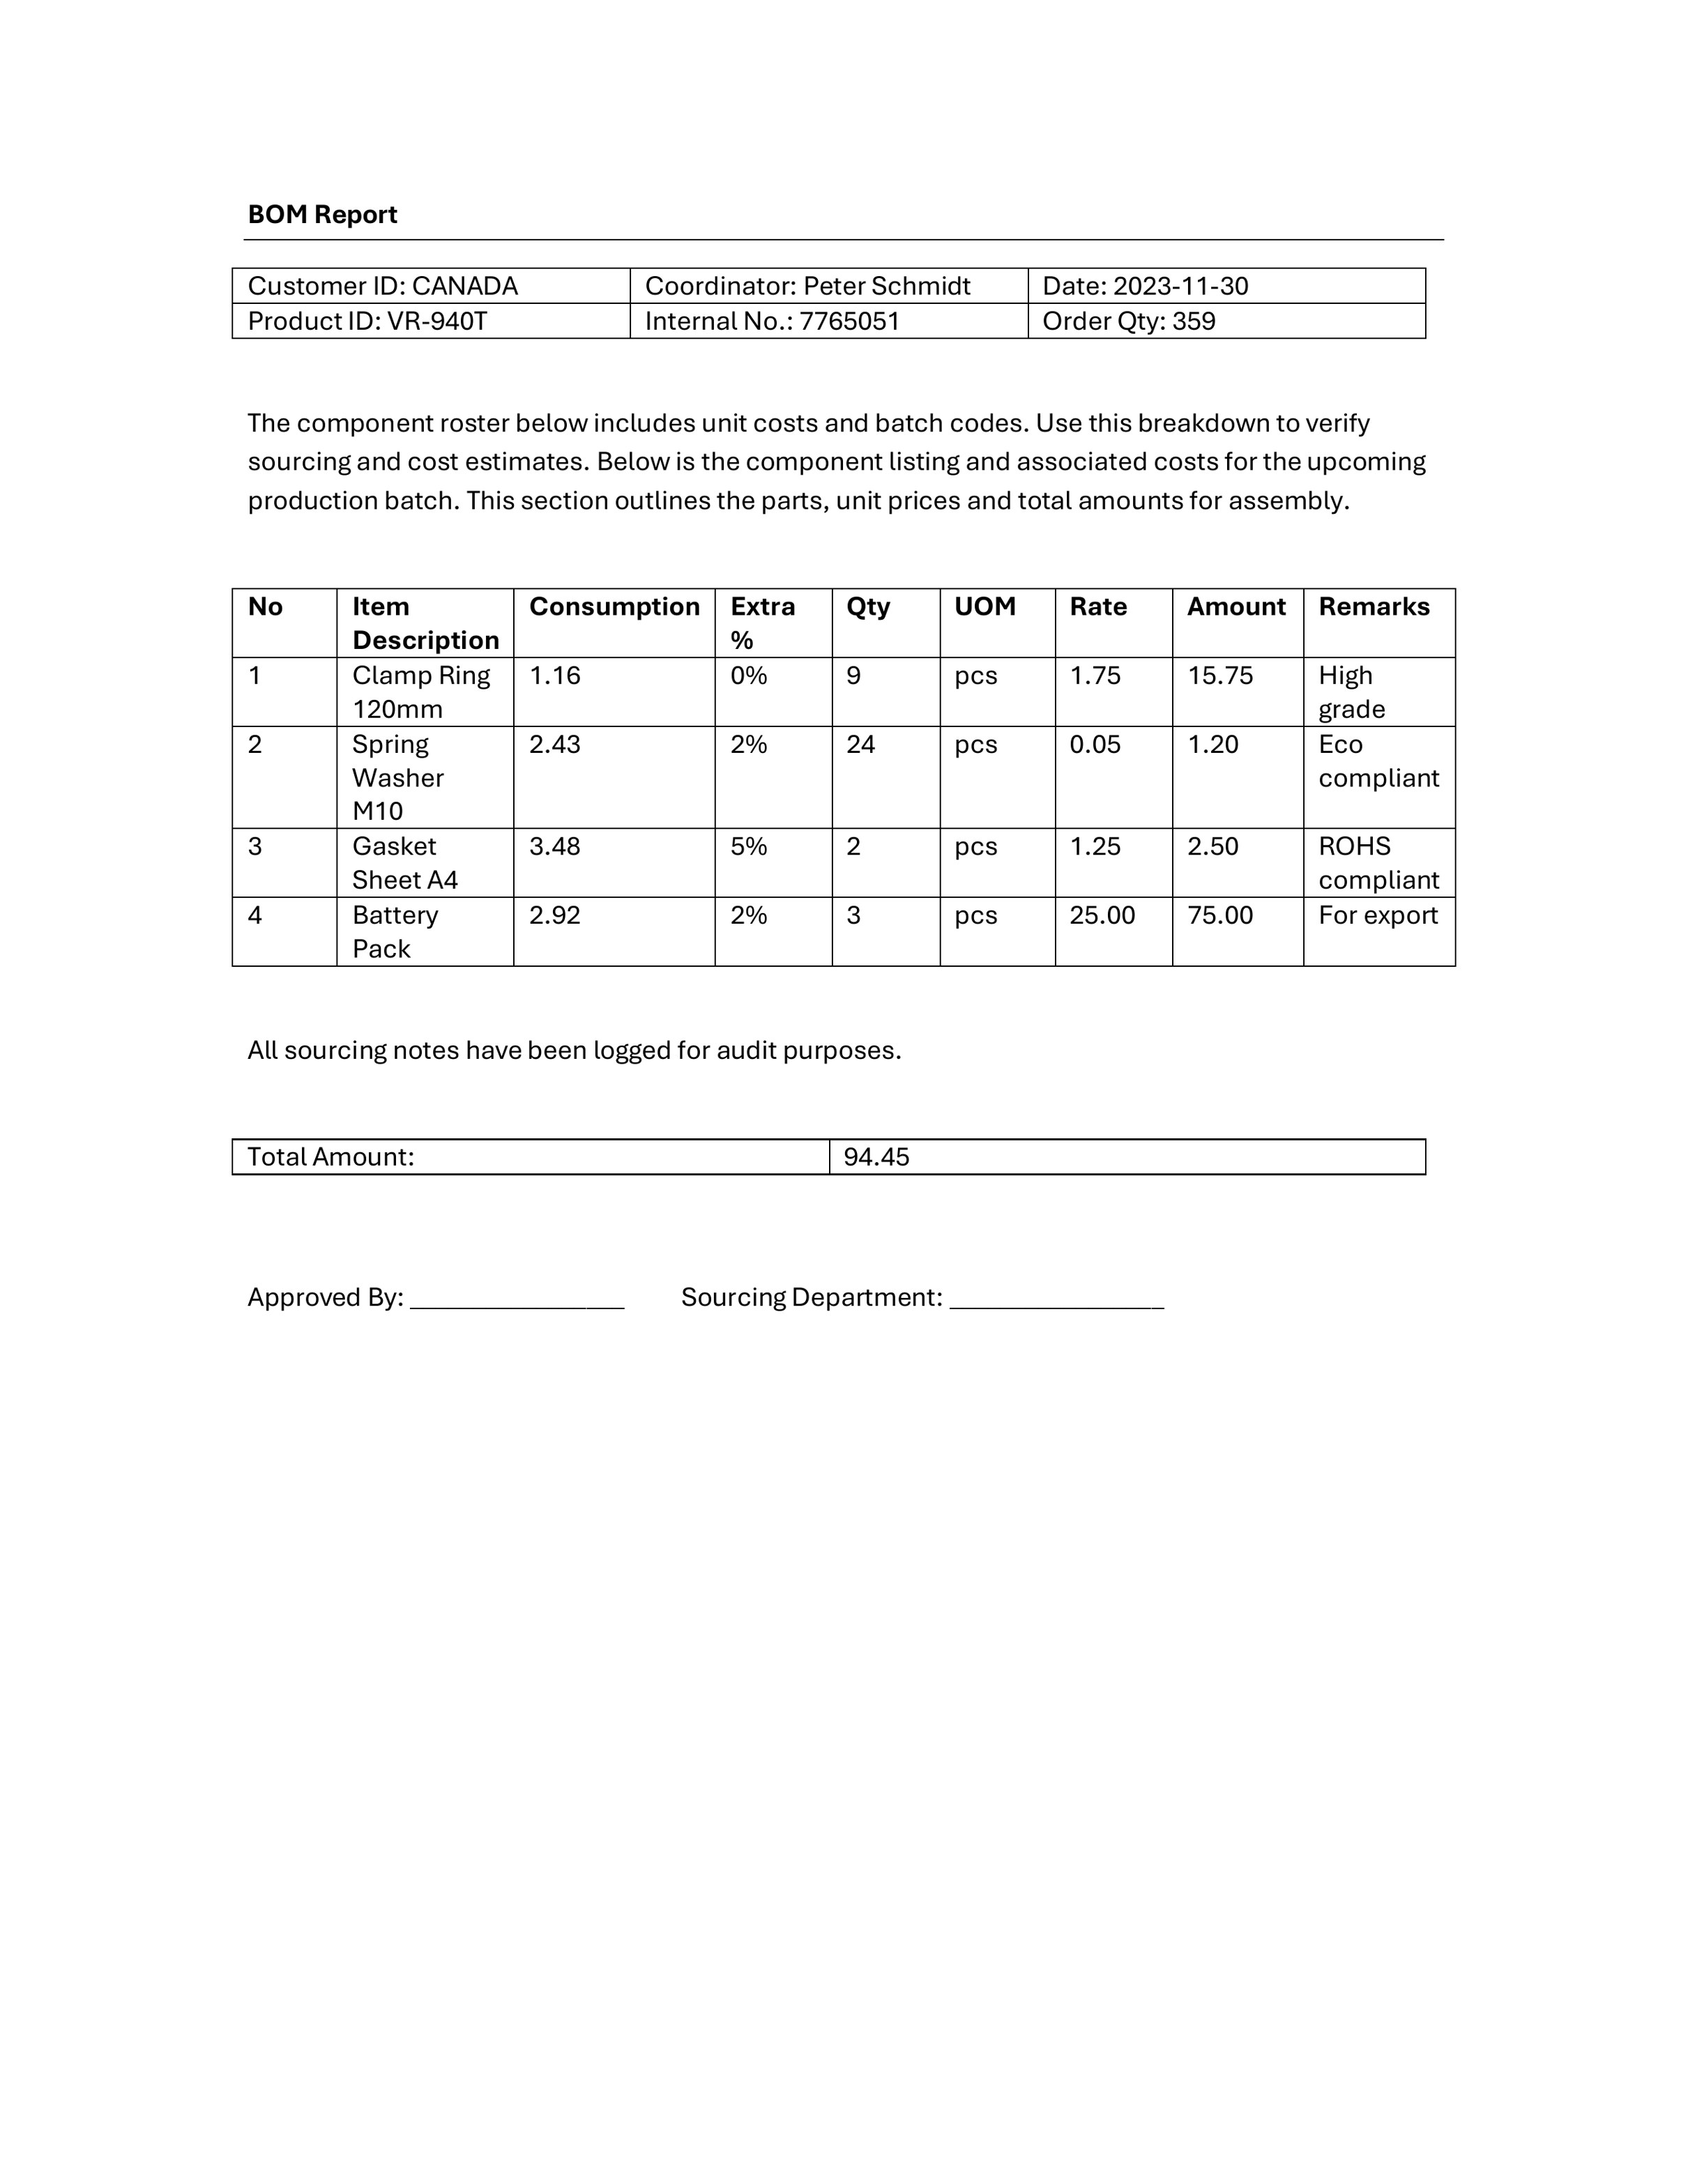 BOM Report
Customer ID: CANADA Coordinator: Peter Schmidt Date: 2023-11-30
Product ID: VR-940T Internal No.: 7765051 Order Qty: 359
The component roster below includes unit costs and batch codes. Use this breakdown to verify
sourcing and cost estimates. Below is the component listing and associated costs for the upcoming
production batch. This section outlines the parts, unit prices and total amounts for assembly.
No Item Description Consumption Extra % Qty UOM Rate Amount Remarks
1 Clamp Ring 120mm 1.16 0% 9 pcs 1.75 15.75 High grade
2 Spring Washer M10 2.43 2% 24 pcs 0.05 1.20 Eco compliant
3 Gasket Sheet A4 3.48 5% 2 pcs 1.25 2.50 ROHS compliant
4 Battery Pack 2.92 2% 3 pcs 25.00 75.00 For export
All sourcing notes have been logged for audit purposes.
Total Amount: 94.45
Approved By: ________________ Sourcing Department: ________________